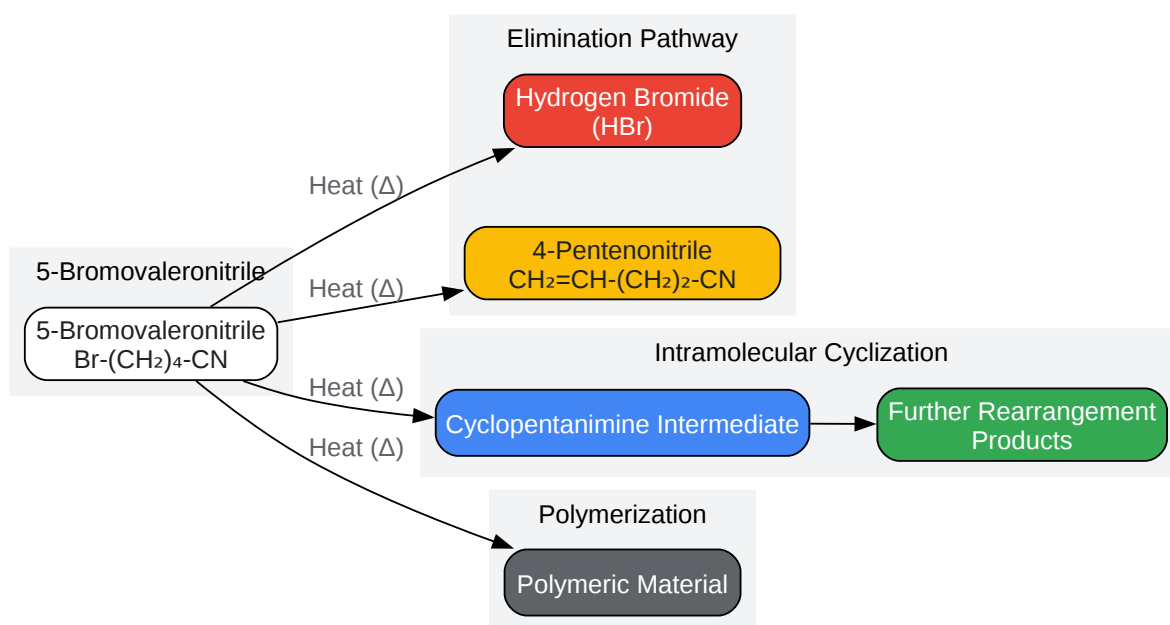 Elimination Pathway
Hydrogen Bromide
(HBr)
Heat (Δ)
4-Pentenonitrile
CH₂=CH-(CH₂)₂-CN
5-Bromovaleronitrile
Heat (Δ)
5-Bromovaleronitrile
Br-(CH₂)₄-CN
Intramolecular Cyclization
Heat (Δ)
Cyclopentanimine Intermediate
Further Rearrangement
Products
Heat (Δ)
Polymerization
Polymeric Material